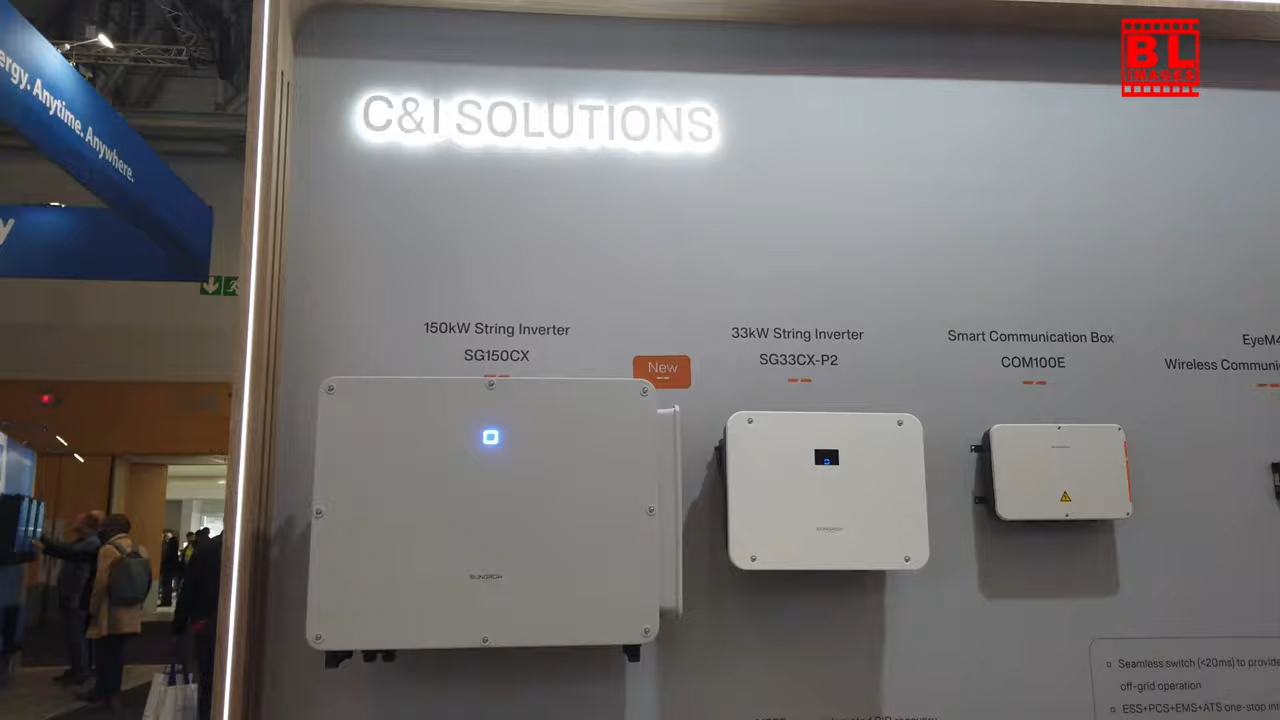 ergy. Anytime. Anywhere.
y
BL
IMAGES
C&I SOLUTIONS
150kW String Inverter
SG150CX
New
33kW String Inverter
SG33CX-P2
Smart Communication Box
COM100E
EyeM4
Wireless Communi
SUNGROW
SUNGROW
Seamless switch (<20ms) to provide
off-grid operation
ESS+PCS+EMS+ATS one-stop in